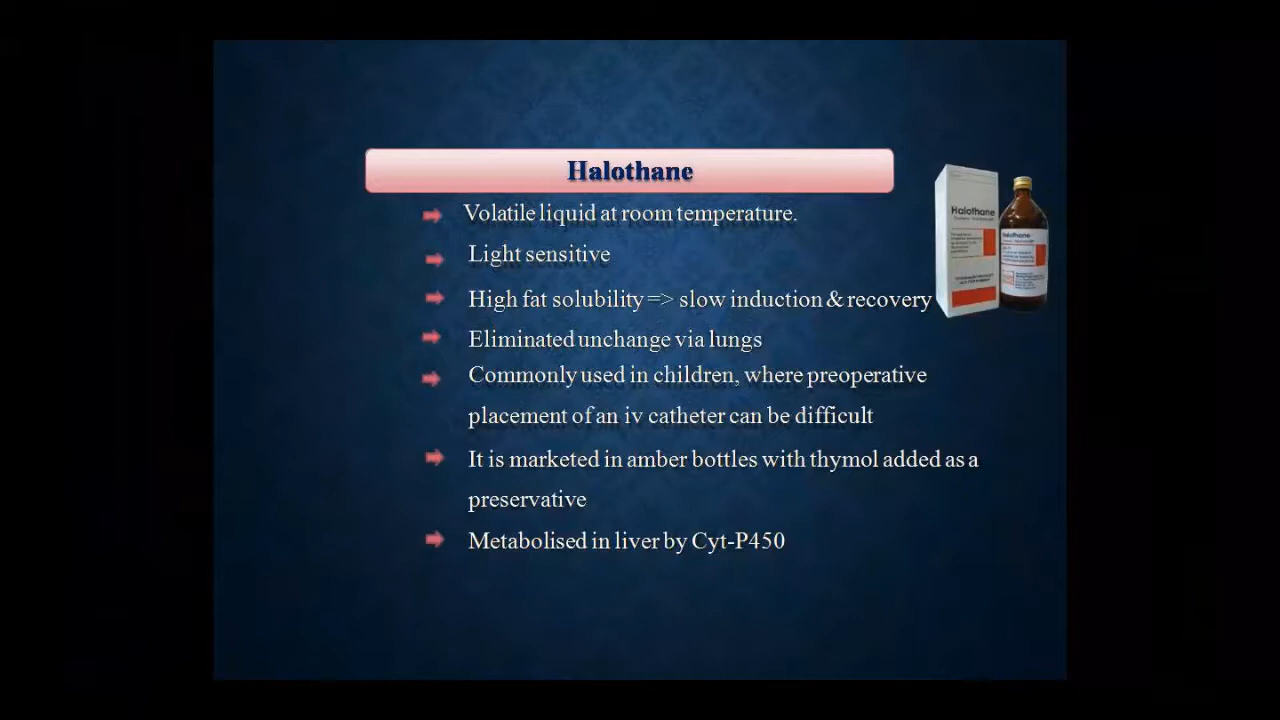 Halothane
Volatile liquid at room temperature.
Light sensitive
High fat solubility => slow induction & recovery
Eliminated unchange via lungs
Commonly used in children, where preoperative
placement of an iv catheter can be difficult
It is marketed in amber bottles with thymol added as a
preservative
Metabolised in liver by Cyt-P450
Halothane
Halothane